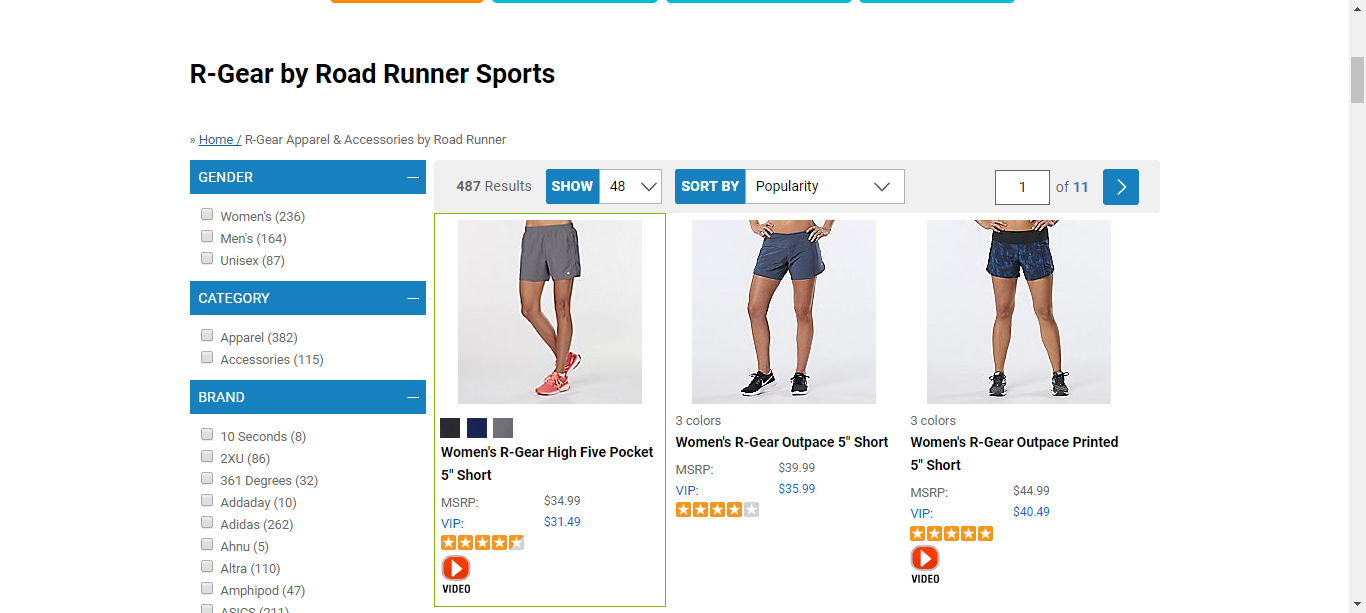 R-Gear by Road Runner Sports
» Home / R-Gear Apparel & Accessories by Road Runner
GENDER
Women's (236)
Men's (164)
Unisex (87)
CATEGORY
Apparel (382)
Accessories (115)
BRAND
10 Seconds (8)
2XU (86)
361 Degrees (32)
Addaday (10)
Adidas (262)
Ahnu (5)
Altra (110)
Amphipod (47)
ASICS (211)
487 Results SHOW 48 SORT BY Popularity 1 of 11
Women's R-Gear High Five Pocket
5" Short
MSRP: $34.99
VIP: $31.49
VIDEO
3 colors
Women's R-Gear Outpace 5" Short
MSRP: $39.99
VIP: $35.99
3 colors
Women's R-Gear Outpace Printed
5" Short
MSRP: $44.99
VIP: $40.49
VIDEO